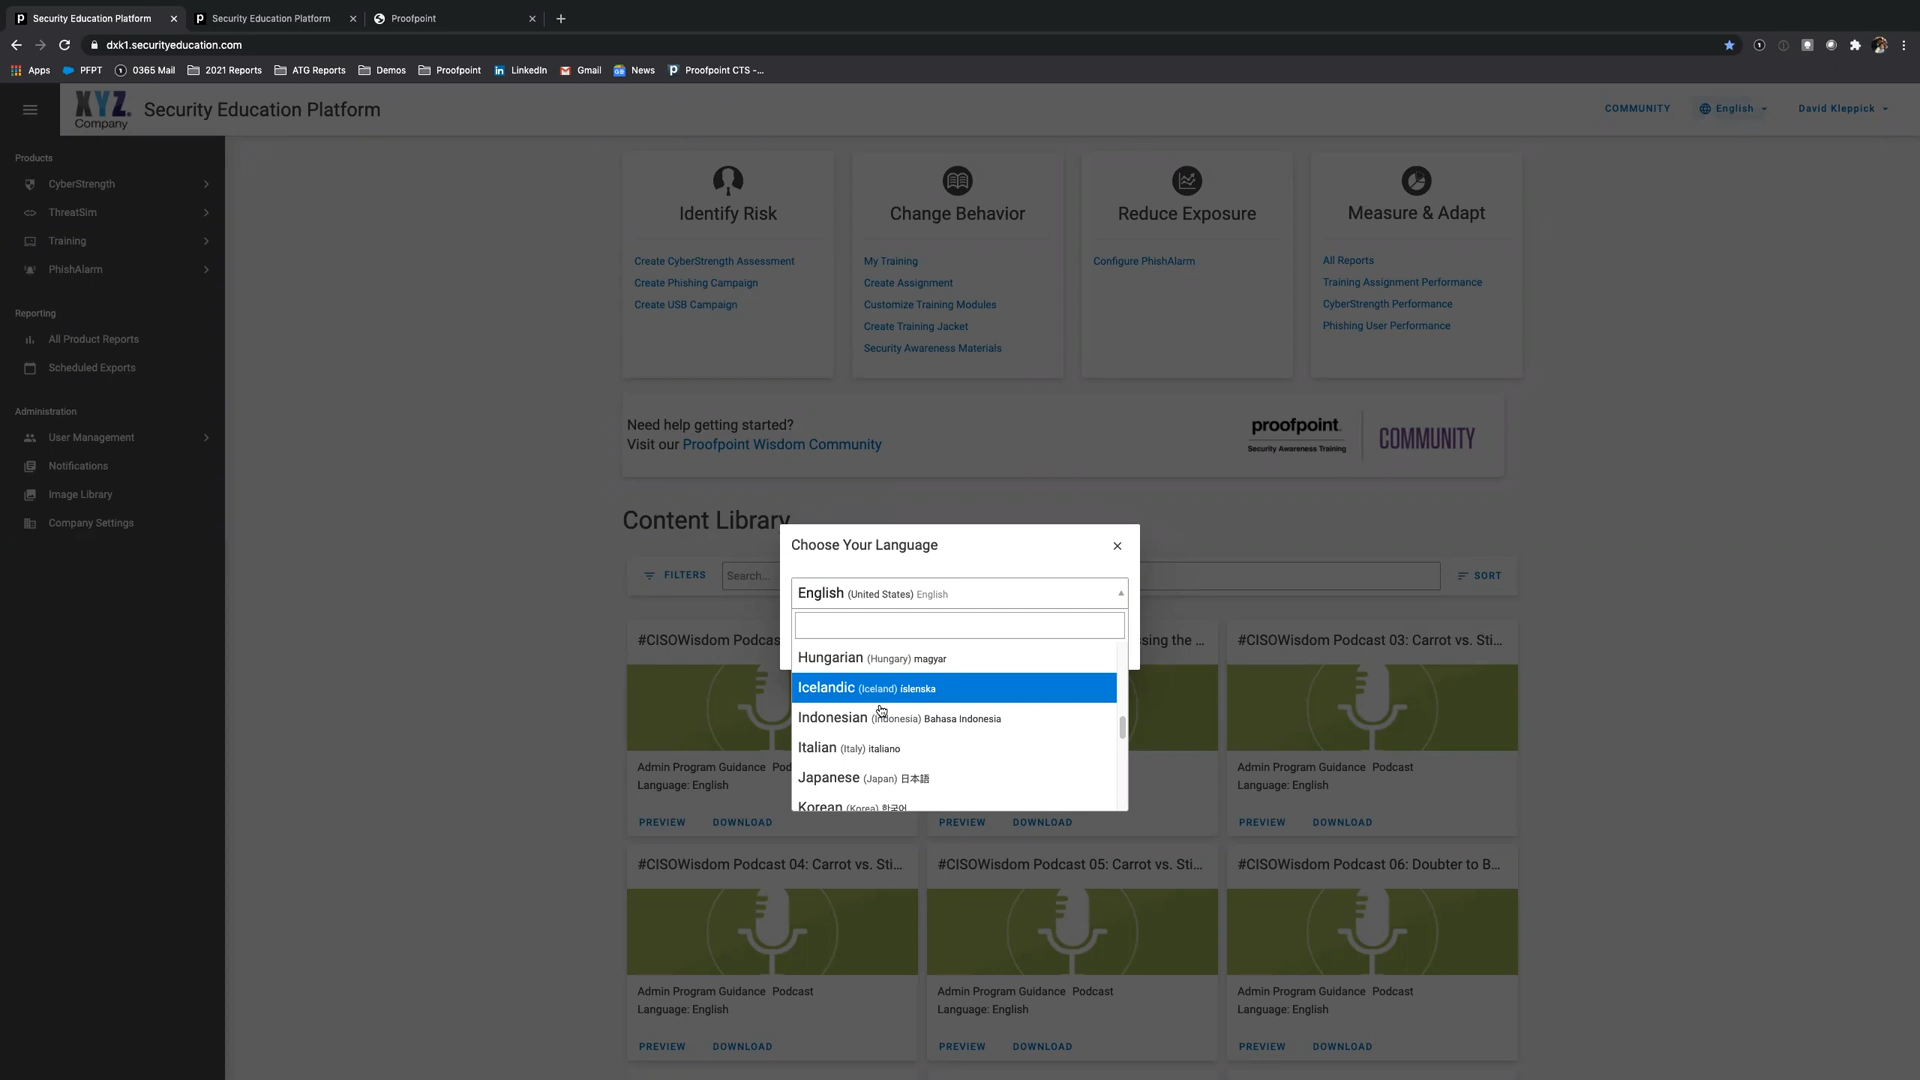 Security Education Platform
Security Education Platform
Proofpoint
dxk1.securityeducation.com
Apps
PFPT
0365 Mail
2021 Reports
ATG Reports
Demos
Proofpoint
LinkedIn
Gmail
News
Proofpoint CTS -...
XYZ.
Company
Security Education Platform
COMMUNITY
English
David Kleppick
Products
CyberStrength
ThreatSim
Training
PhishAlarm
Reporting
All Product Reports
Scheduled Exports
Administration
User Management
Notifications
Image Library
Company Settings
Identify Risk
Create CyberStrength Assessment
Create Phishing Campaign
Create USB Campaign
Change Behavior
My Training
Create Assignment
Customize Training Modules
Create Training Jacket
Security Awareness Materials
Reduce Exposure
Configure PhishAlarm
Measure & Adapt
All Reports
Training Assignment Performance
CyberStrength Performance
Phishing User Performance
Need help getting started?
Visit our Proofpoint Wisdom Community
proofpoint.
Security Awareness Training
COMMUNITY
Content Library
FILTERS
Search...
SORT
Choose Your Language
English (United States) English
Hungarian (Hungary) magyar
Icelandic (Iceland) íslenska
Indonesian (Indonesia) Bahasa Indonesia
Italian (Italy) italiano
Japanese (Japan) 日本語
Korean (Korea) 한국어
#CISOWisdom Podcas
sing the ...
#CISOWisdom Podcast 03: Carrot vs. Sti...
Admin Program Guidance Pod
Language: English
Admin Program Guidance Podcast
Language: English
PREVIEW DOWNLOAD
PREVIEW DOWNLOAD
PREVIEW DOWNLOAD
#CISOWisdom Podcast 04: Carrot vs. Sti...
#CISOWisdom Podcast 05: Carrot vs. Sti...
#CISOWisdom Podcast 06: Doubter to B...
Admin Program Guidance Podcast
Language: English
Admin Program Guidance Podcast
Language: English
Admin Program Guidance Podcast
Language: English
PREVIEW DOWNLOAD
PREVIEW DOWNLOAD
PREVIEW DOWNLOAD